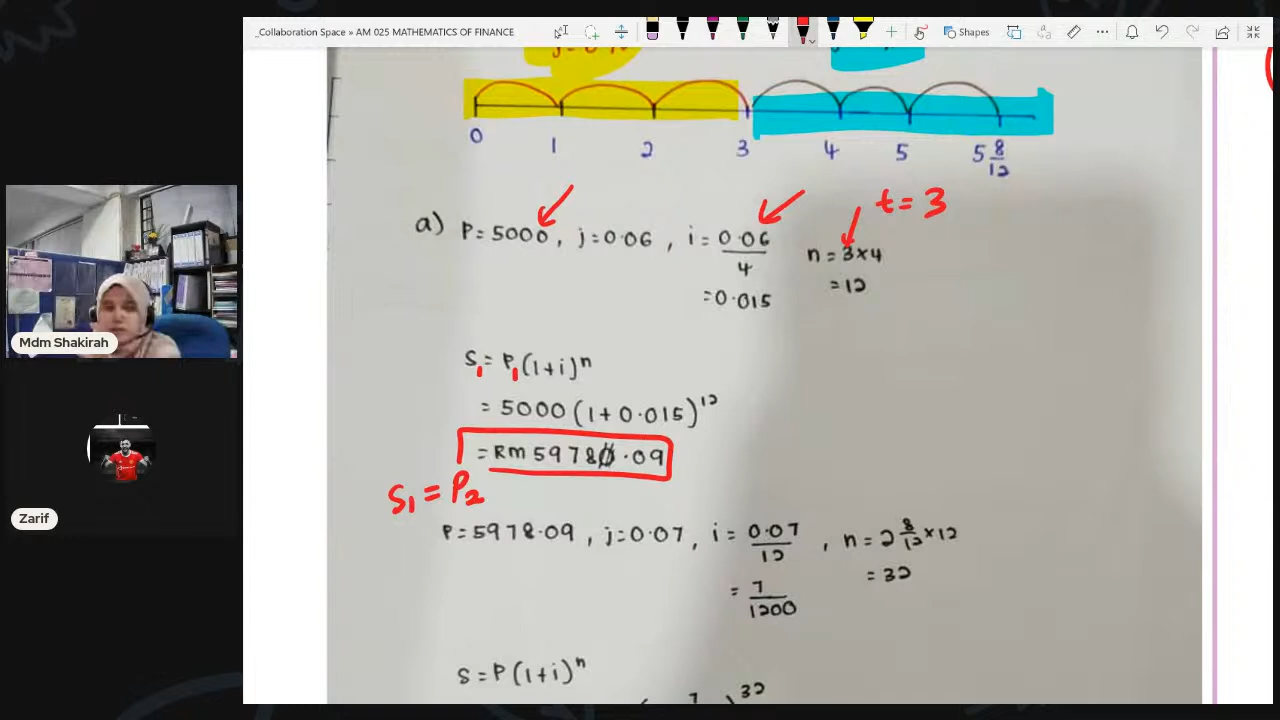 _Collaboration Space » AM 025 MATHEMATICS OF FINANCE
Shapes
0 1 2 3 4 5 5 8/12
t = 3
a) P = 5000, j = 0.06, i = 0.06/4 n = 3×4
= 0.015 = 12
S1 = P1 (1+i)^n
= 5000 (1 + 0.015)^12
= RM 5978.09
S1 = P2
P = 5978.09, j = 0.07, i = 0.07/12, n = 2 8/12 × 12
= 7/1200 = 32
S = P (1+i)^n
7 32
Mdm Shakirah
Zarif